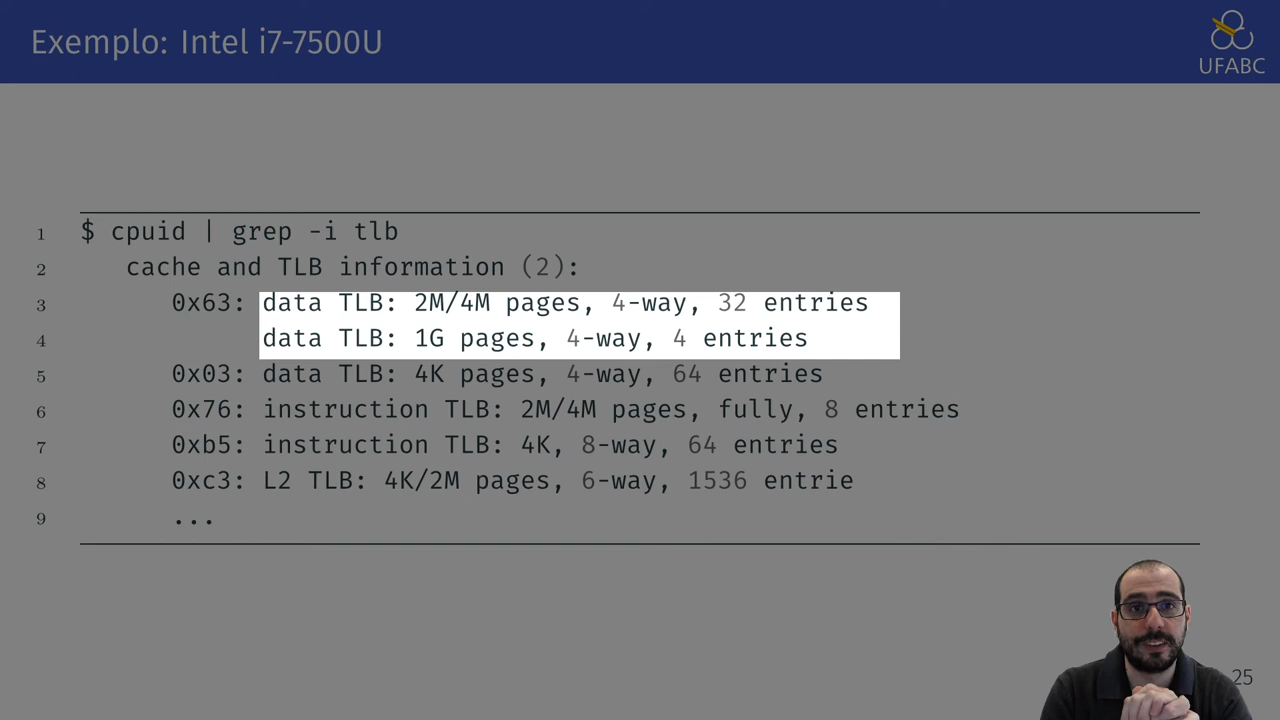 Exemplo: Intel i7-7500U
UFABC
1 $ cpuid | grep -i tlb
2 cache and TLB information (2):
3 0x63: data TLB: 2M/4M pages, 4-way, 32 entries
4 data TLB: 1G pages, 4-way, 4 entries
5 0x03: data TLB: 4K pages, 4-way, 64 entries
6 0x76: instruction TLB: 2M/4M pages, fully, 8 entries
7 0xb5: instruction TLB: 4K, 8-way, 64 entries
8 0xc3: L2 TLB: 4K/2M pages, 6-way, 1536 entrie
9 ...
25